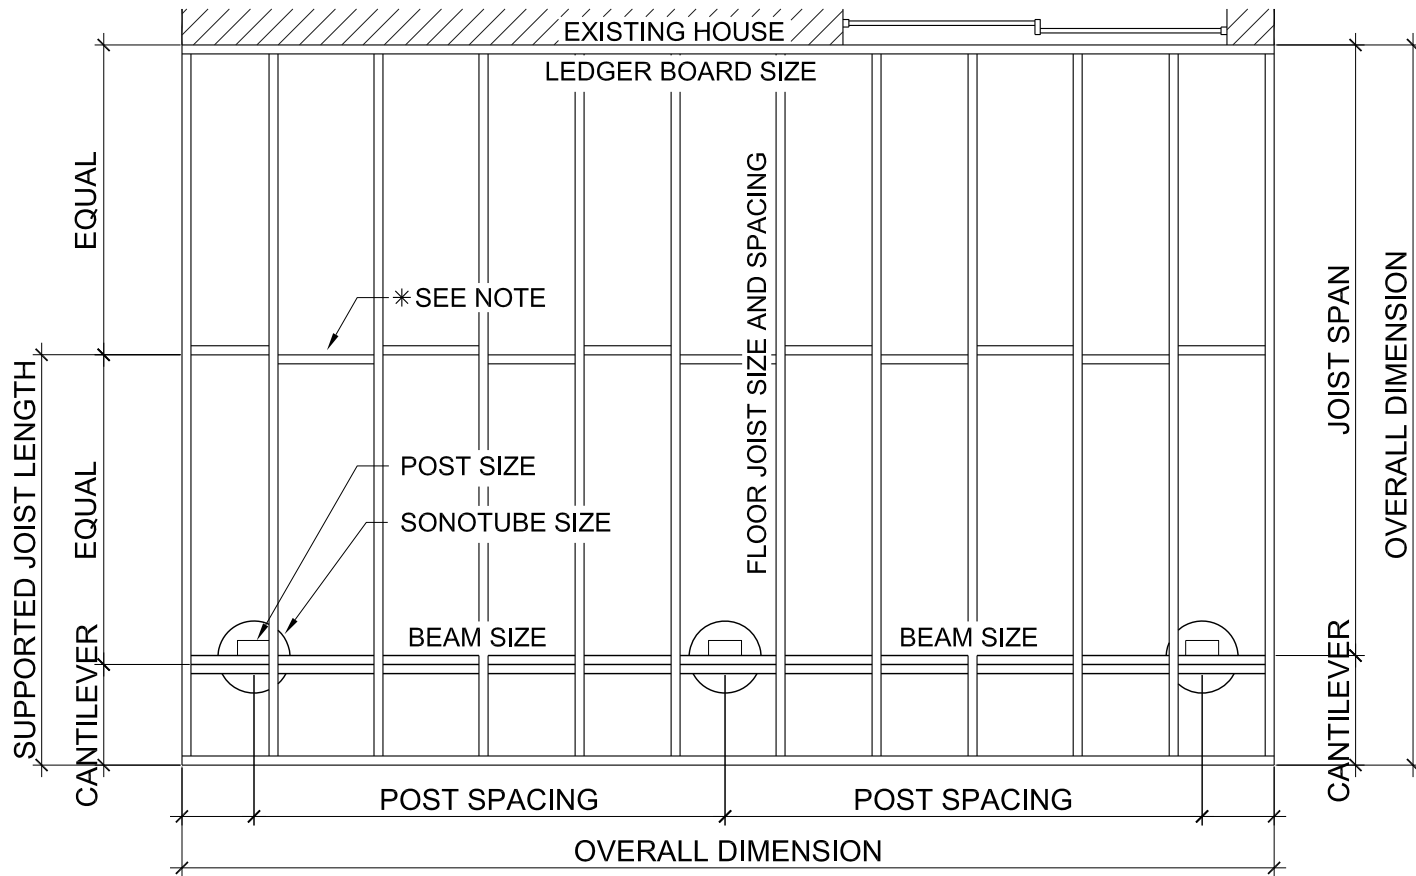 EXISTING HOUSE
LEDGER BOARD SIZE
EQUAL
FLOOR JOIST SIZE AND SPACING
JOIST SPAN
OVERALL DIMENSION
✳ SEE NOTE
SUPPORTED JOIST LENGTH
EQUAL
POST SIZE
SONOTUBE SIZE
BEAM SIZE
BEAM SIZE
CANTILEVER
CANTILEVER
POST SPACING
POST SPACING
OVERALL DIMENSION